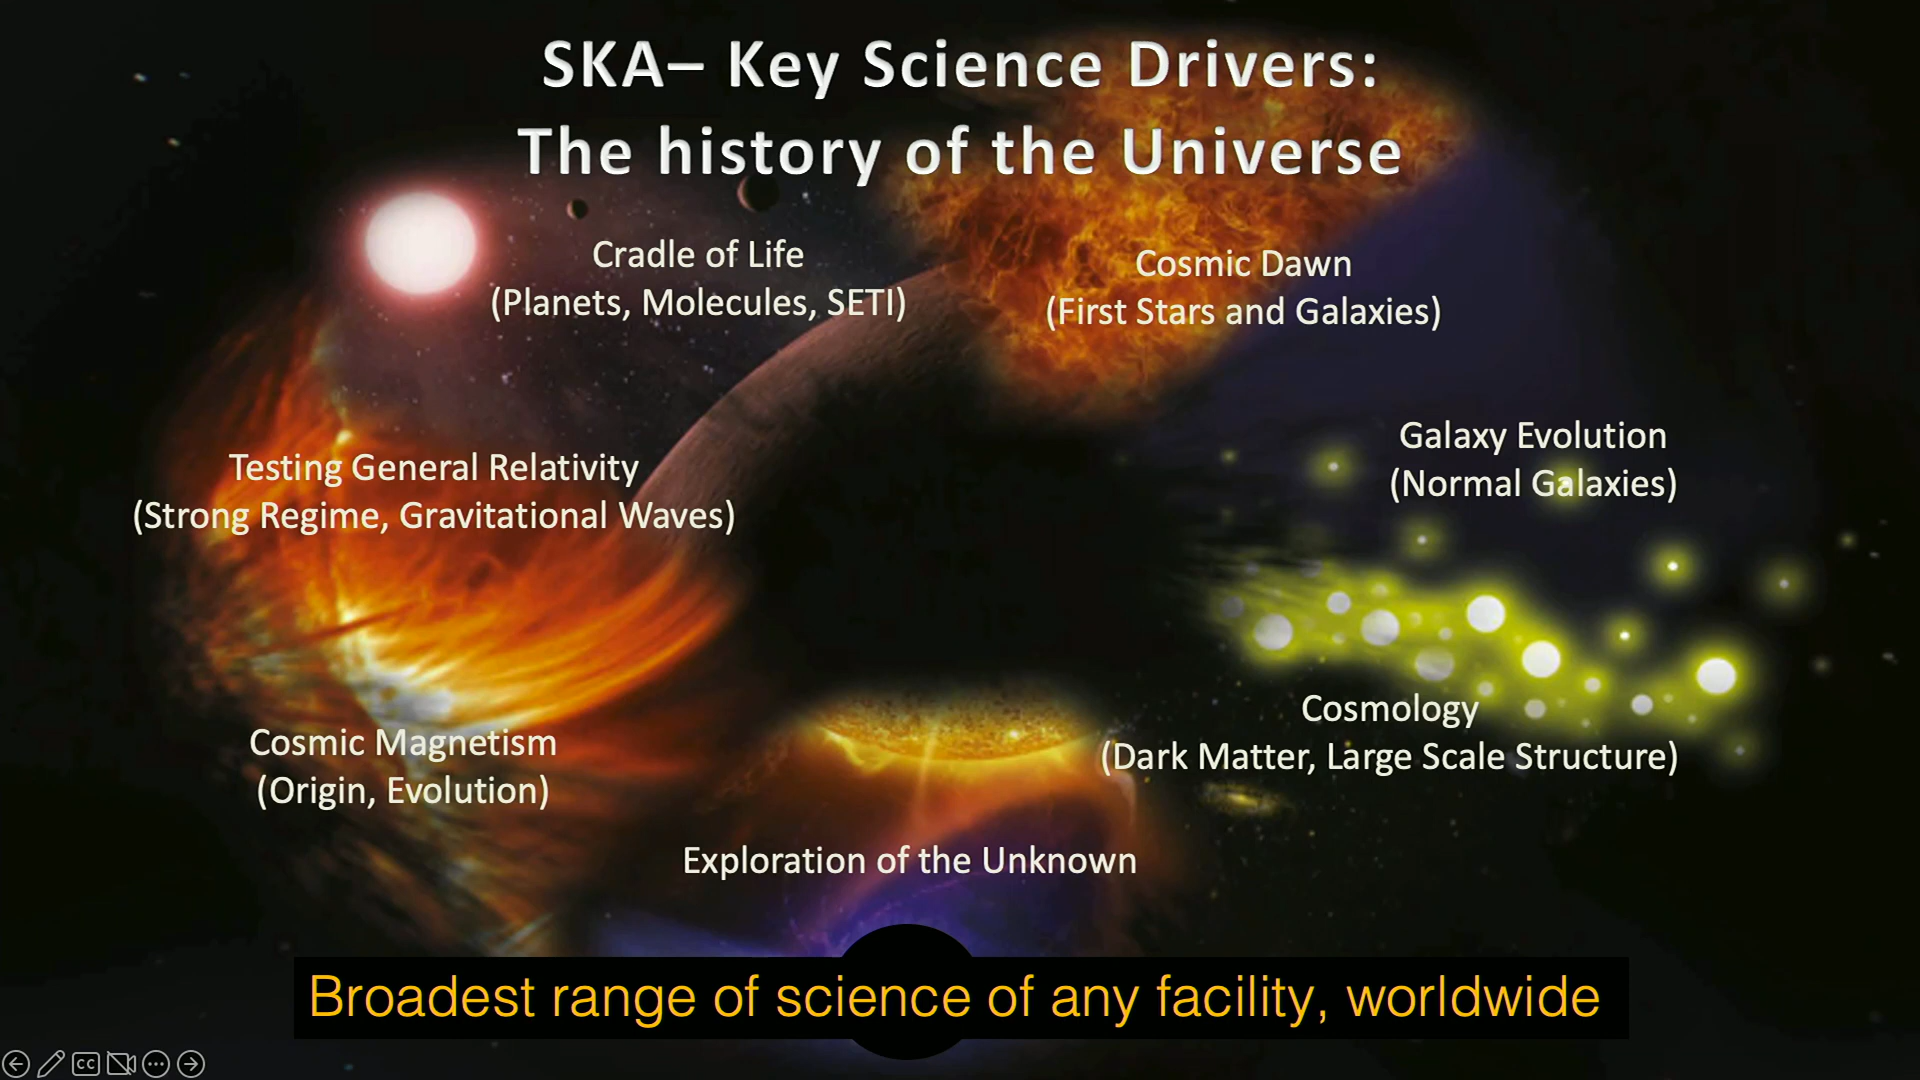 SKA– Key Science Drivers:
The history of the Universe
Cradle of Life
(Planets, Molecules, SETI)
Cosmic Dawn
(First Stars and Galaxies)
Testing General Relativity
(Strong Regime, Gravitational Waves)
Galaxy Evolution
(Normal Galaxies)
Cosmic Magnetism
(Origin, Evolution)
Cosmology
(Dark Matter, Large Scale Structure)
Exploration of the Unknown
Broadest range of science of any facility, worldwide
CC